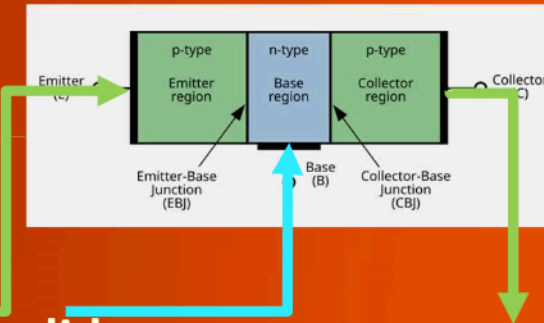 p-type n-type p-type
Emitter Collector
Emitter Base Collector
region region region
Base
(B)
Emitter-Base
Junction
(EBJ)
Collector-Base
Junction
(CBJ)